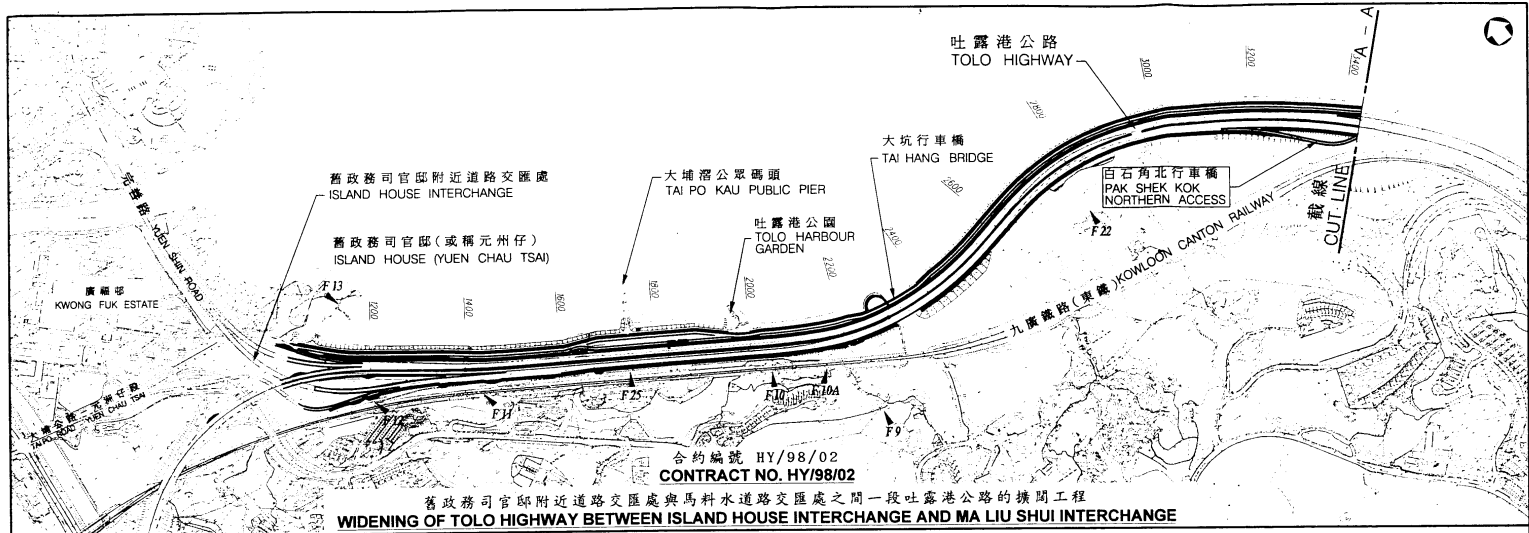 吐露港公路
TOLO HIGHWAY
3000
3200
3400
A - A
2800
大坑行車橋
TAI HANG BRIDGE
舊政務司官邸附近道路交匯處
ISLAND HOUSE INTERCHANGE
大埔滘公眾碼頭
TAI PO KAU PUBLIC PIER
白石角北行車橋
PAK SHEK KOK
NORTHERN ACCESS
截線
CUT LINE
2600
完善路 YUEN SHIN ROAD
吐露港公園
TOLO HARBOUR
GARDEN
F 22
舊政務司官邸(或稱元州仔)
ISLAND HOUSE (YUEN CHAU TSAI)
2400
2200
2000
1800
1600
1400
1200
廣福邨
KWONG FUK ESTATE
F 13
九廣鐵路(東鐵)KOWLOON CANTON RAILWAY
大埔公路 - 元洲仔段
TAI PO ROAD - YUEN CHAU TSAI
F 12
F 11
F 25
F 10
F 10A
F 9
合約編號 HY/98/02
CONTRACT NO. HY/98/02
舊政務司官邸附近道路交匯處與馬料水道路交匯處之間一段吐露港公路的擴闊工程
WIDENING OF TOLO HIGHWAY BETWEEN ISLAND HOUSE INTERCHANGE AND MA LIU SHUI INTERCHANGE